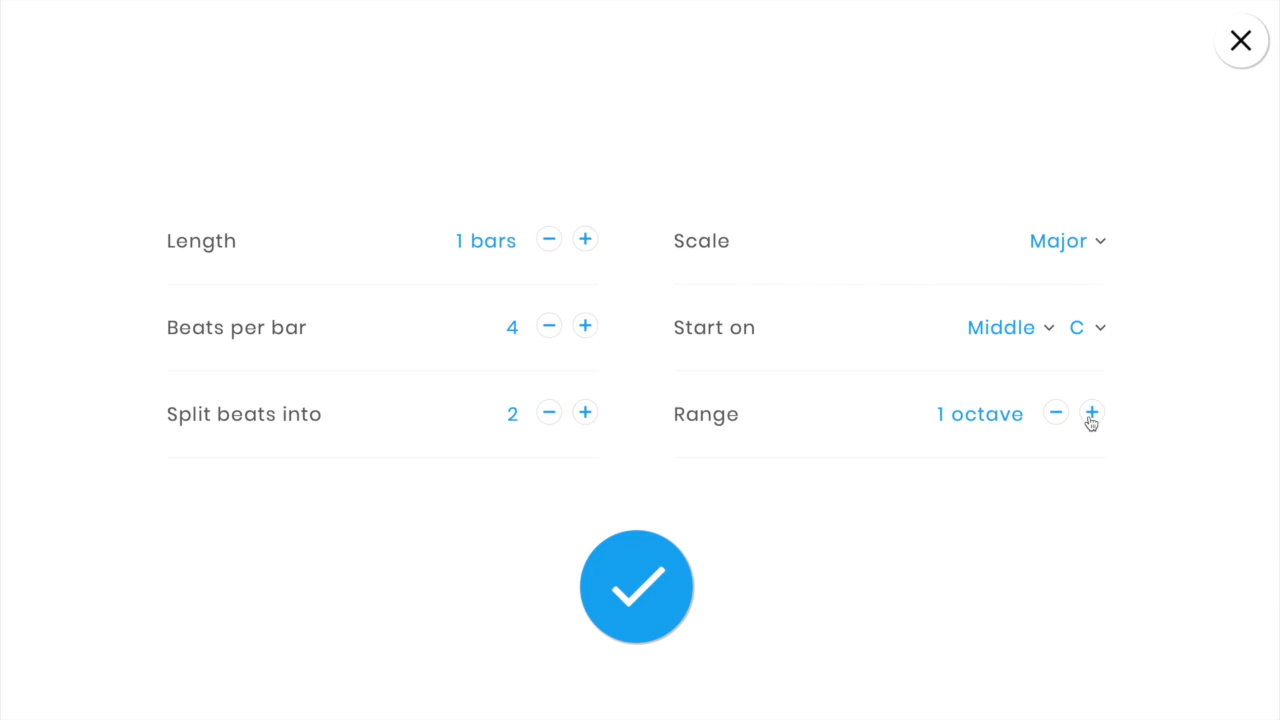 Length 1 bars
Scale Major
Beats per bar 4
Start on Middle C
Split beats into 2
Range 1 octave